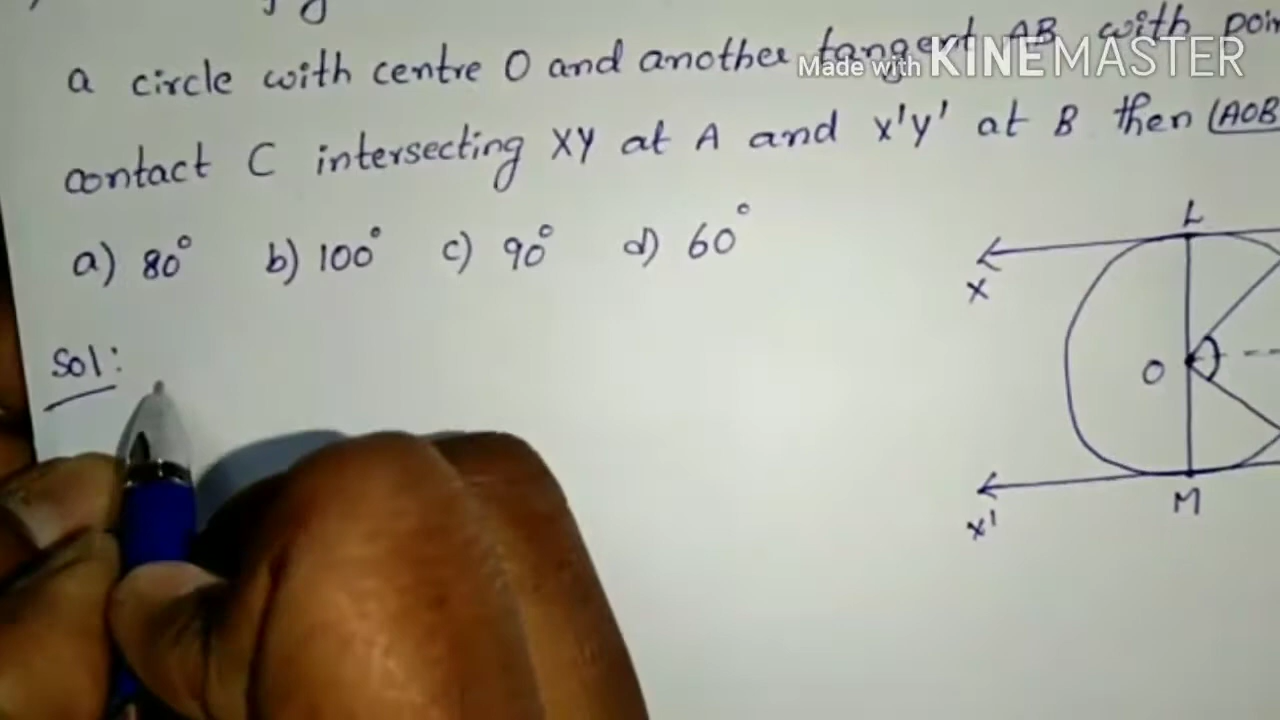 a circle with centre O and another tangent AB with poin
Made with KINEMASTER
contact C intersecting XY at A and x'y' at B then ∠AOB
a) 80° b) 100° c) 90° d) 60°
Sol:
L
X
O
M
X'